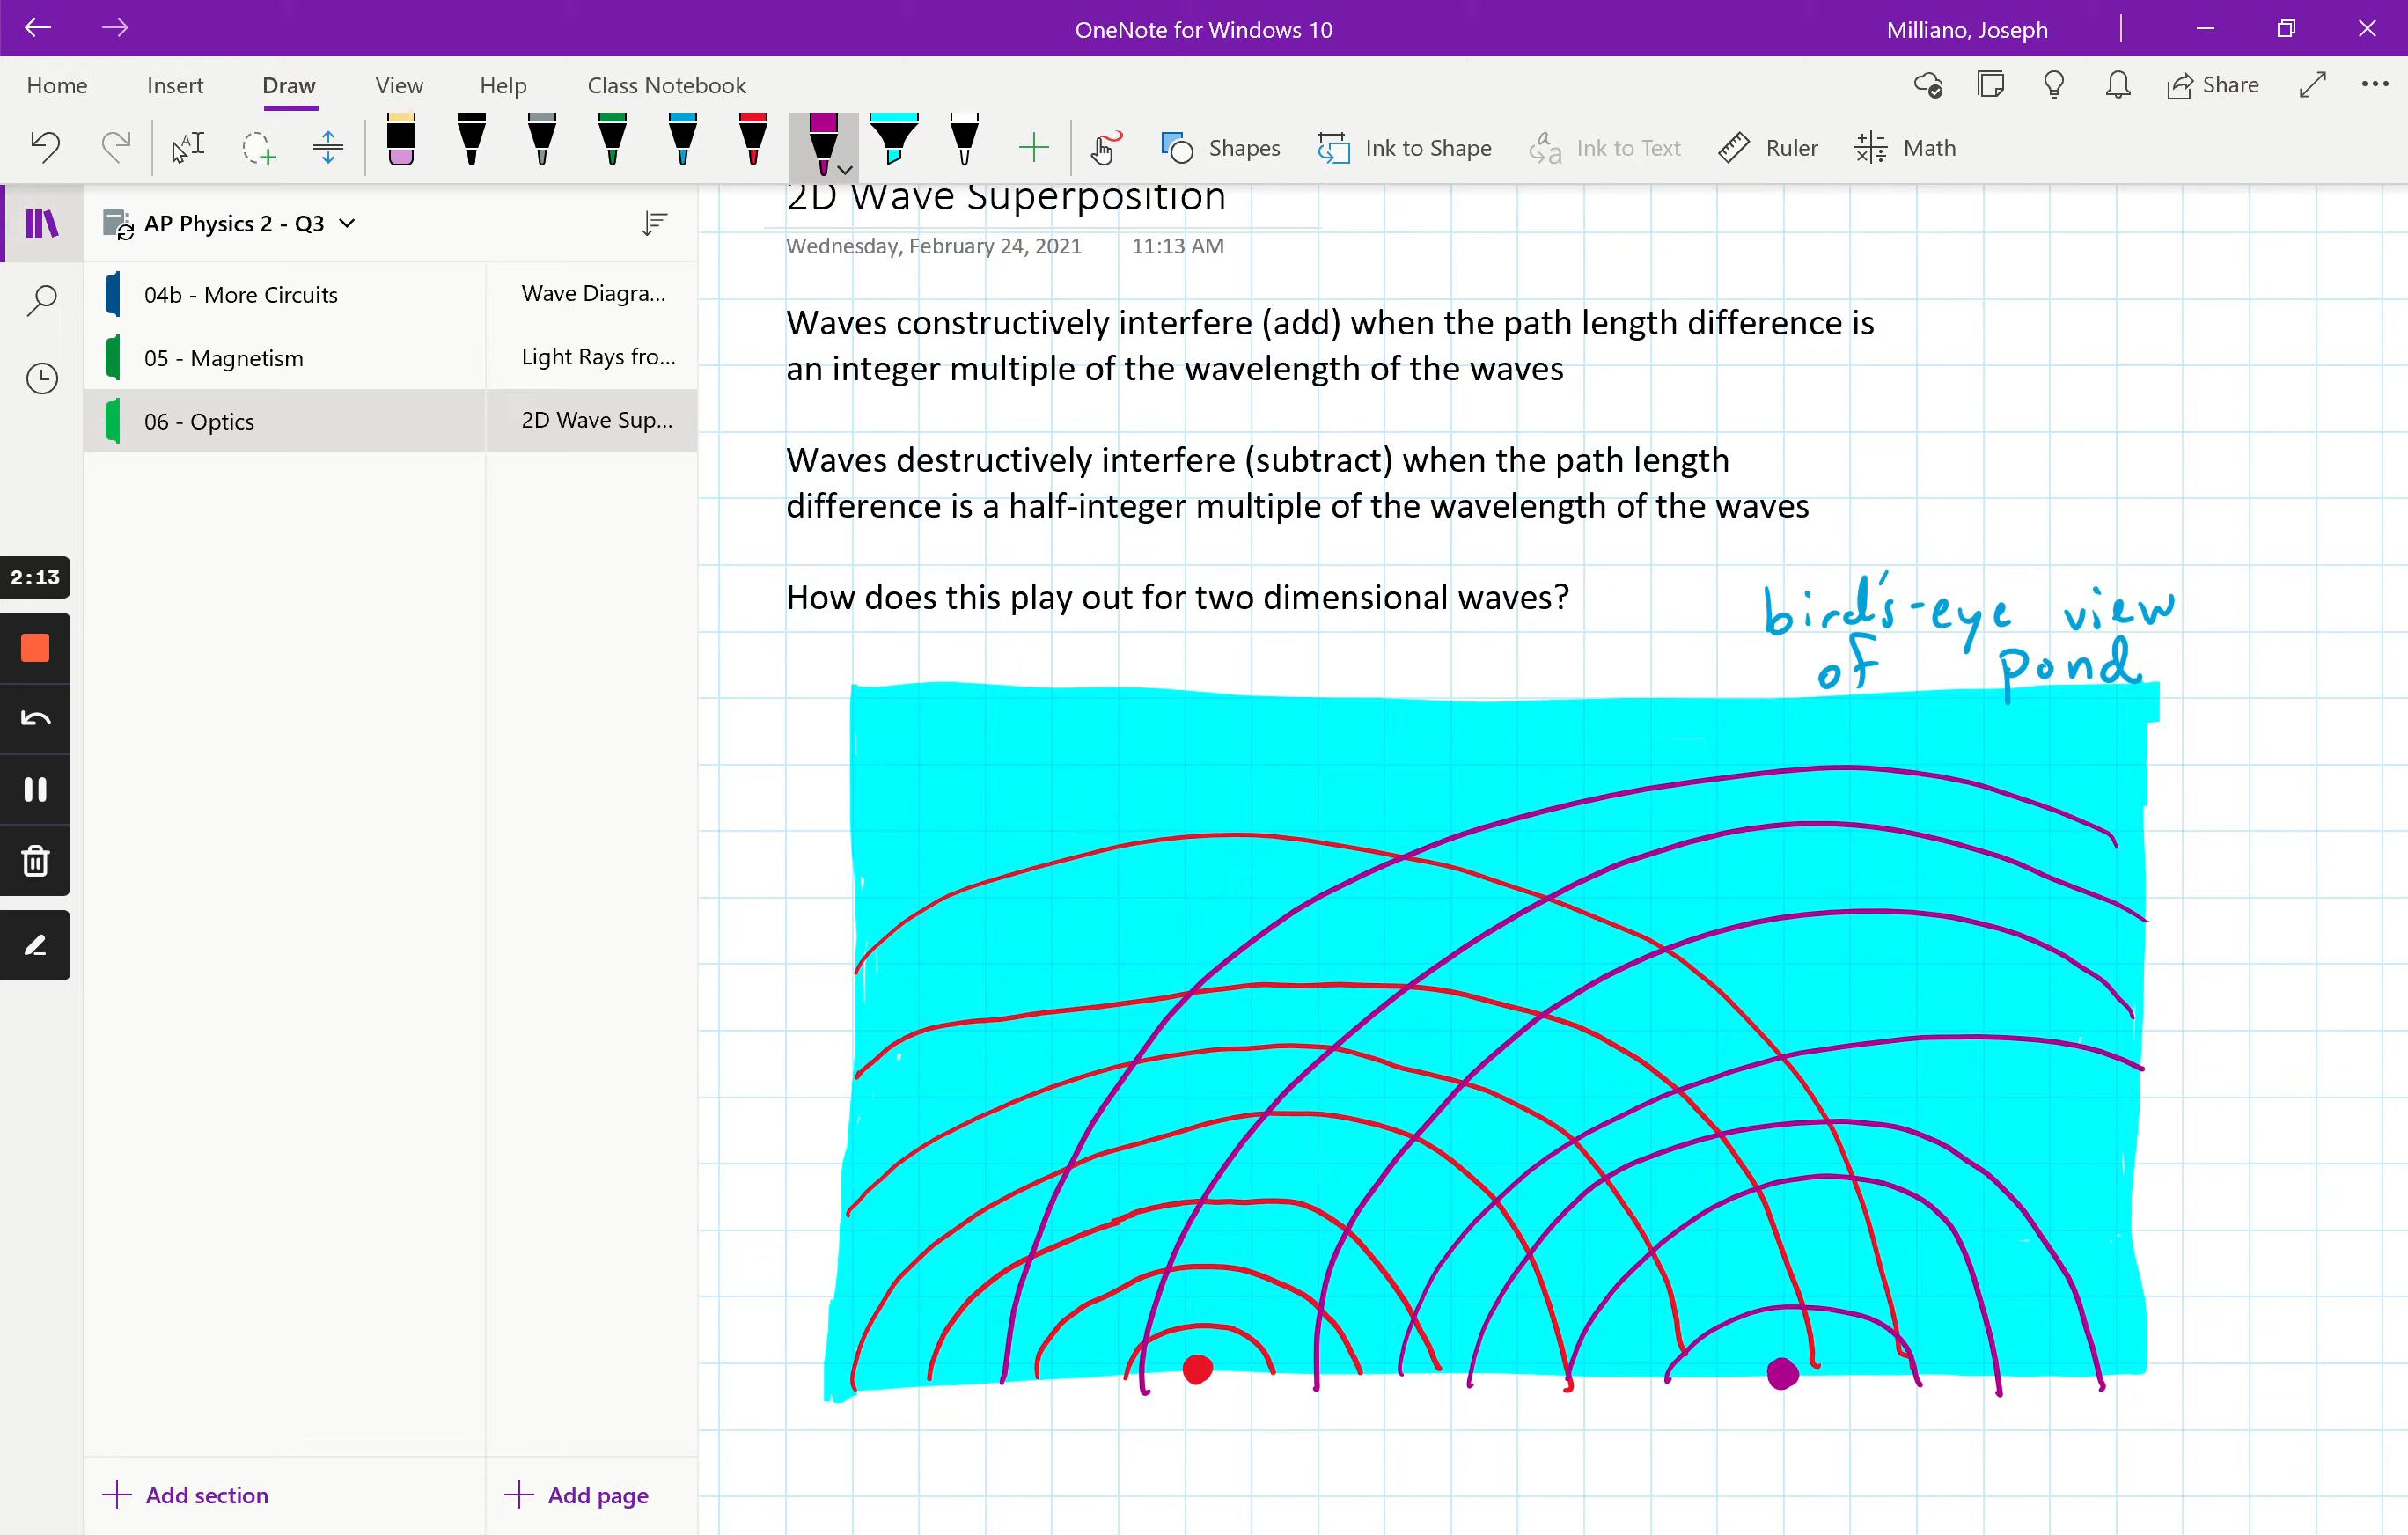 OneNote for Windows 10
Milliano, Joseph
Home Insert Draw View Help Class Notebook
Share
Shapes Ink to Shape Ink to Text Ruler Math
AP Physics 2 - Q3
04b - More Circuits
05 - Magnetism
06 - Optics
Wave Diagra...
Light Rays fro...
2D Wave Sup...
2:13
Add section
Add page
2D Wave Superposition
Wednesday, February 24, 2021 11:13 AM
Waves constructively interfere (add) when the path length difference is
an integer multiple of the wavelength of the waves
Waves destructively interfere (subtract) when the path length
difference is a half-integer multiple of the wavelength of the waves
How does this play out for two dimensional waves?
bird's-eye view
of pond